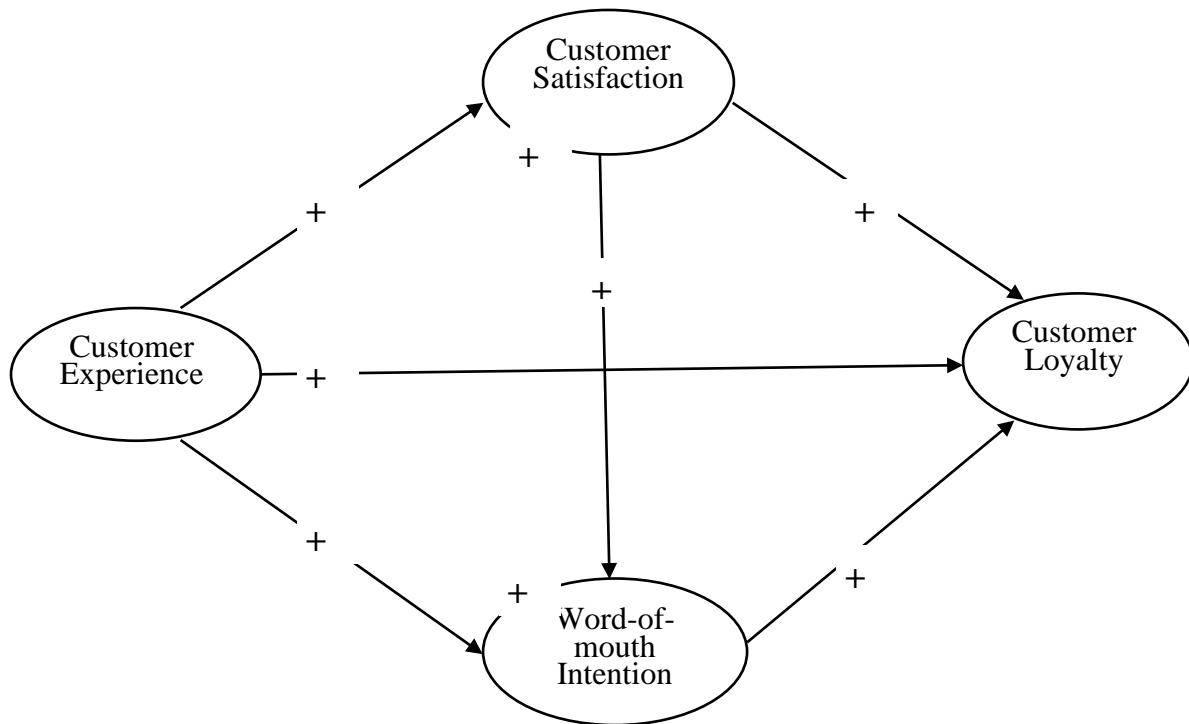 Customer
Satisfaction
+
+
+
+
Customer
Loyalty
Customer
Experience
+
+
+
+
Word-of-
mouth
Intention